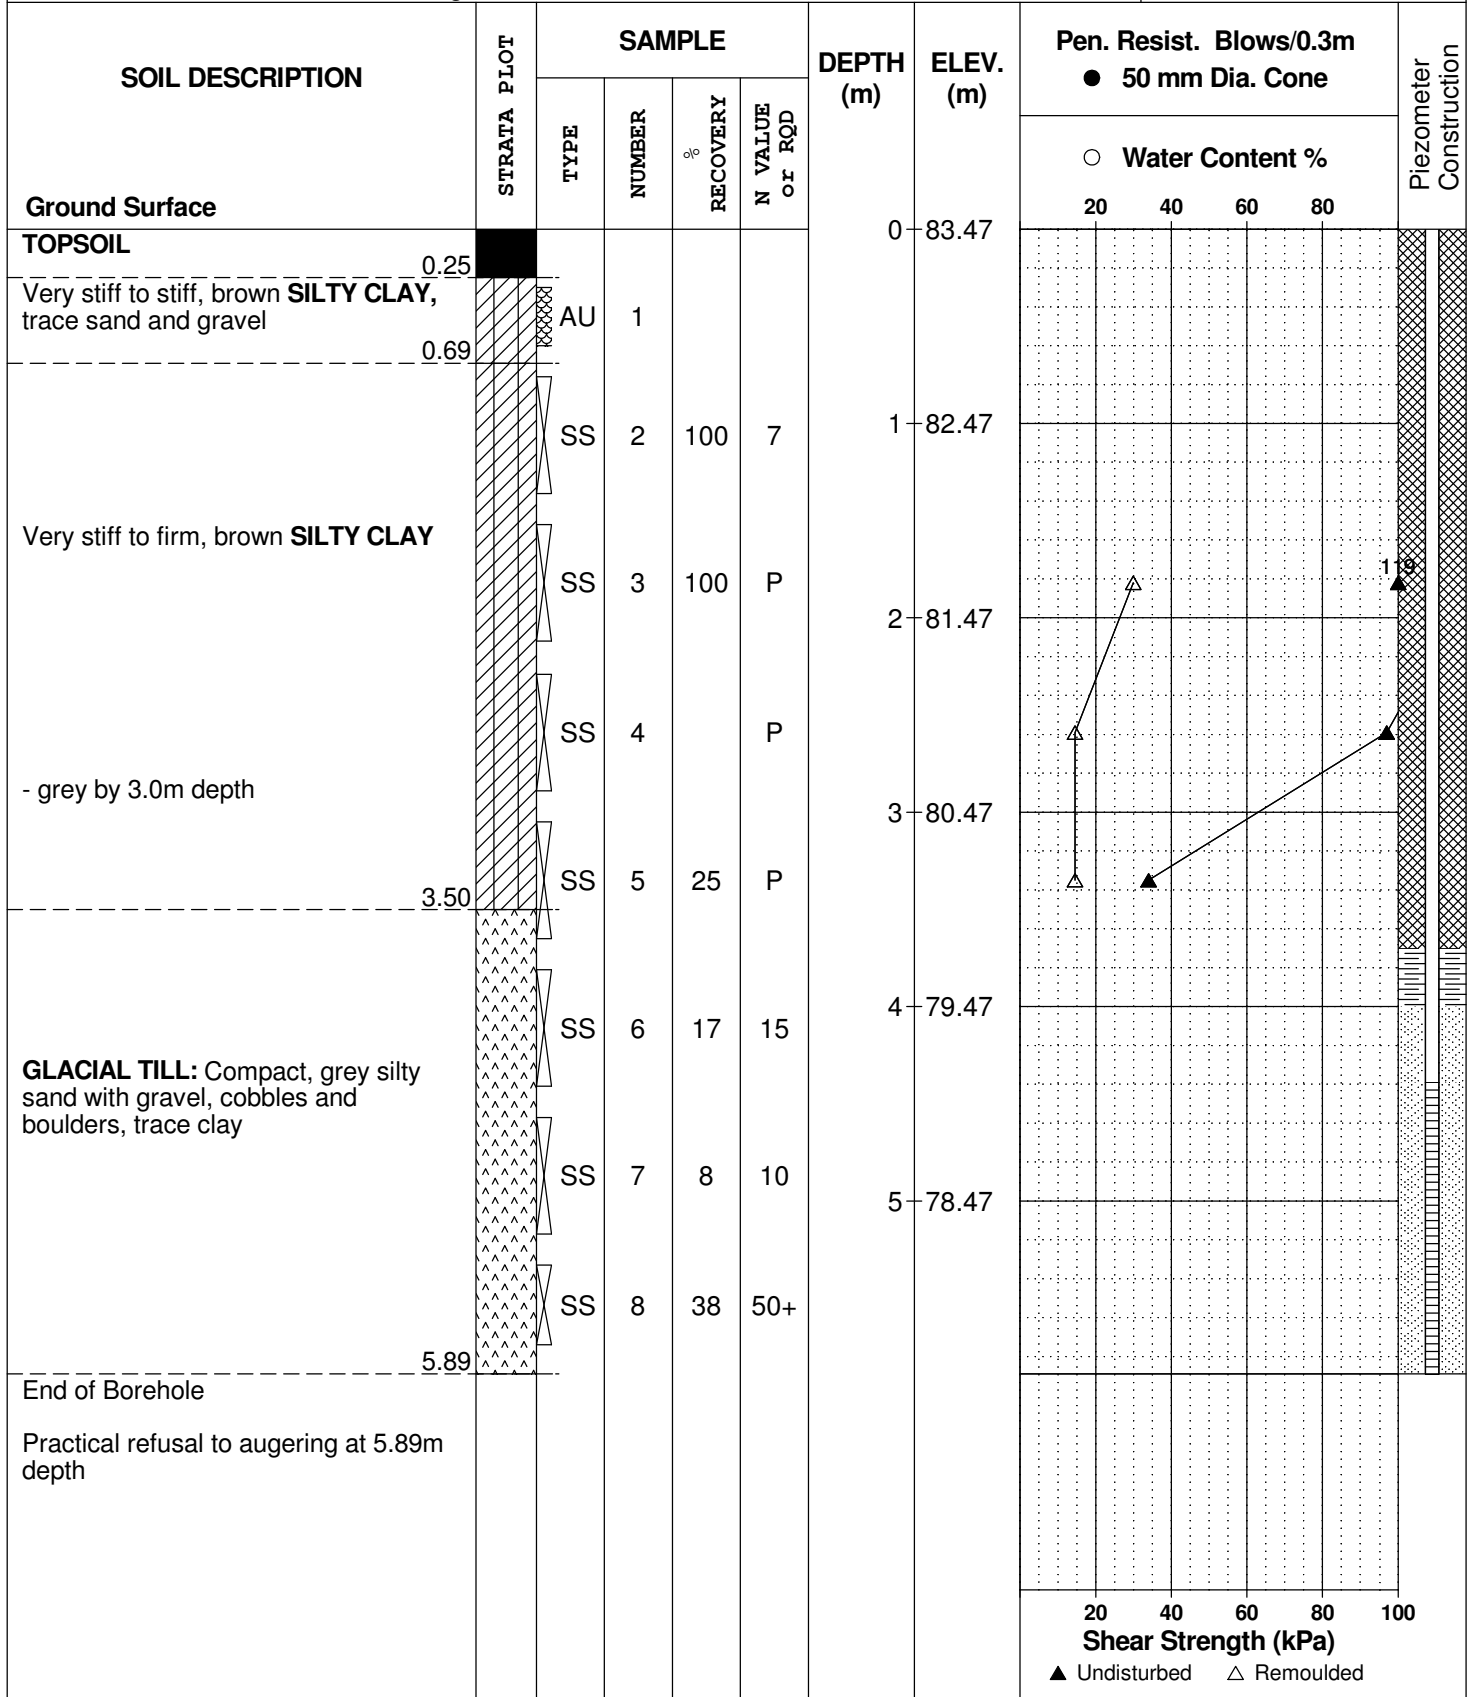 SOIL DESCRIPTION
STRATA PLOT
SAMPLE
TYPE
NUMBER
% RECOVERY
N VALUE or RQD
DEPTH (m)
ELEV. (m)
Pen. Resist. Blows/0.3m
● 50 mm Dia. Cone
○ Water Content %
Piezometer Construction
Ground Surface
20 40 60 80
0 83.47
TOPSOIL
0.25
Very stiff to stiff, brown SILTY CLAY,
trace sand and gravel
AU 1
0.69
1 82.47
SS 2 100 7
Very stiff to firm, brown SILTY CLAY
119
SS 3 100 P
2 81.47
SS 4 P
- grey by 3.0m depth
3 80.47
SS 5 25 P
3.50
4 79.47
SS 6 17 15
GLACIAL TILL: Compact, grey silty
sand with gravel, cobbles and
boulders, trace clay
SS 7 8 10
5 78.47
SS 8 38 50+
5.89
End of Borehole
Practical refusal to augering at 5.89m
depth
20 40 60 80 100
Shear Strength (kPa)
▲ Undisturbed △ Remoulded